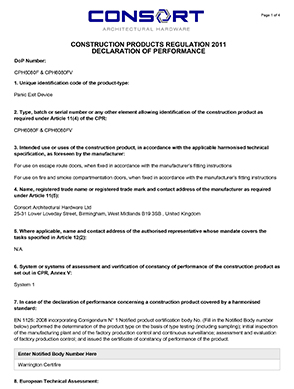 CONSORT
ARCHITECTURAL HARDWARE
Page 1 of 4
CONSTRUCTION PRODUCTS REGULATION 2011
DECLARATION OF PERFORMANCE
DoP Number:
CPH6080F & CPH6080FV
1. Unique identification code of the product-type:
Panic Exit Device
2. Type, batch or serial number or any other element allowing identification of the construction product as
required under Article 11(4) of the CPR:
CPH6080F & CPH6080FV
3. Intended use or uses of the construction product, in accordance with the applicable harmonised technical
specification, as foreseen by the manufacturer:
For use on escape route doors, when fixed in accordance with the manufacturer's fitting instructions
For use on fire and smoke compartmentation doors, when fixed in accordance with the manufacturer's fitting instructions
4. Name, registered trade name or registered trade mark and contact address of the manufacturer as required
under Article 11(5):
Consort Architectural Hardware Ltd
25-31 Lower Loveday Street, Birmingham, West Midlands B19 3SB , United Kingdom
5. Where applicable, name and contact address of the authorised representative whose mandate covers the
tasks specified in Article 12(2):
N/A
6. System or systems of assessment and verification of constancy of performance of the construction product as
set out in CPR, Annex V:
System 1
7. In case of the declaration of performance concerning a construction product covered by a harmonised
standard:
EN 1125: 2008 incorporating Corrigendum N° 1 Notified product certification body No. (Fill in the Notified Body number
below) performed the determination of the product type on the basis of type testing (including sampling); initial inspection
of the manufacturing plant and of the factory production control and continuous surveillance; assessment and evaluation of
factory production control; and issued the certificate of constancy of performance of the product.
Enter Notified Body Number Here
Warrington Certifire
8. European Technical Assessment: